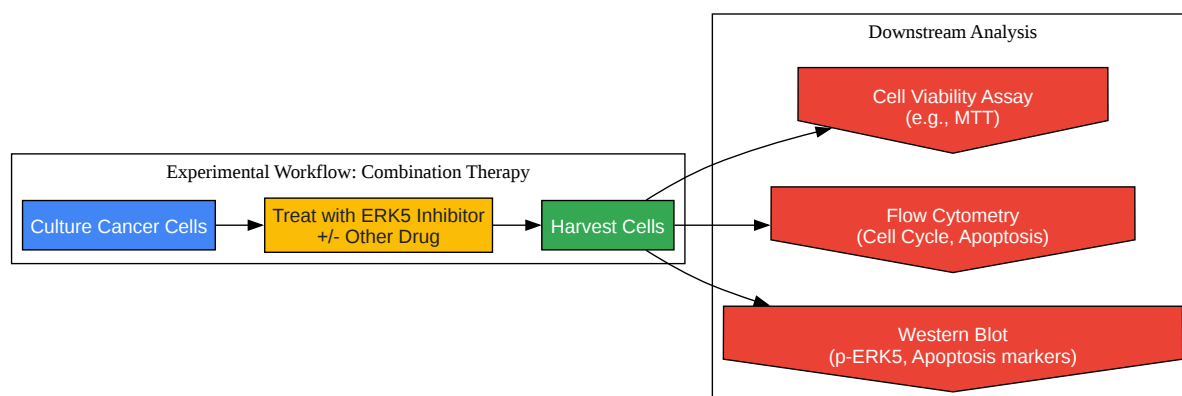 Downstream Analysis
Cell Viability Assay
(e.g., MTT)
Experimental Workflow: Combination Therapy
Culture Cancer Cells
Treat with ERK5 Inhibitor
+/- Other Drug
Harvest Cells
Flow Cytometry
(Cell Cycle, Apoptosis)
Western Blot
(p-ERK5, Apoptosis markers)